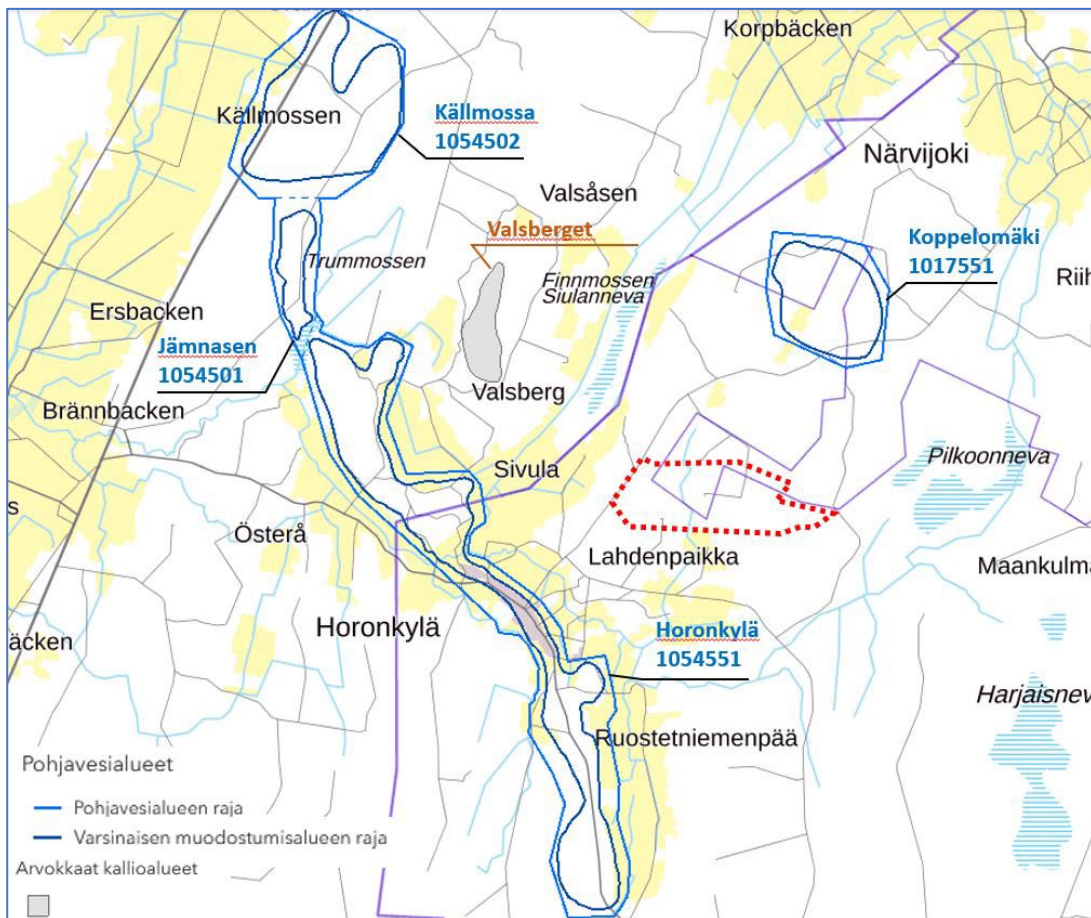 Korpbäcken
Källmossen
Källmossa
1054502
Närvijoki
Valsåsen
Valsberget
Koppelomäki
1017551
Trummossen
Finnmossen
Siulanneva
Riih
Ersbacken
Jämnasen
1054501
Valsberg
Brännbacken
Sivula
Pilkoonneva
s
Österå
Lahdenpaikka
Maankulma
Horonkylä
Horonkylä
1054551
äcken
Harjaisnev
Ruostetniemenpää
Pohjavesialueet
Pohjavesialueen raja
Varsinaisen muodostumisalueen raja
Arvokkaat kallioalueet